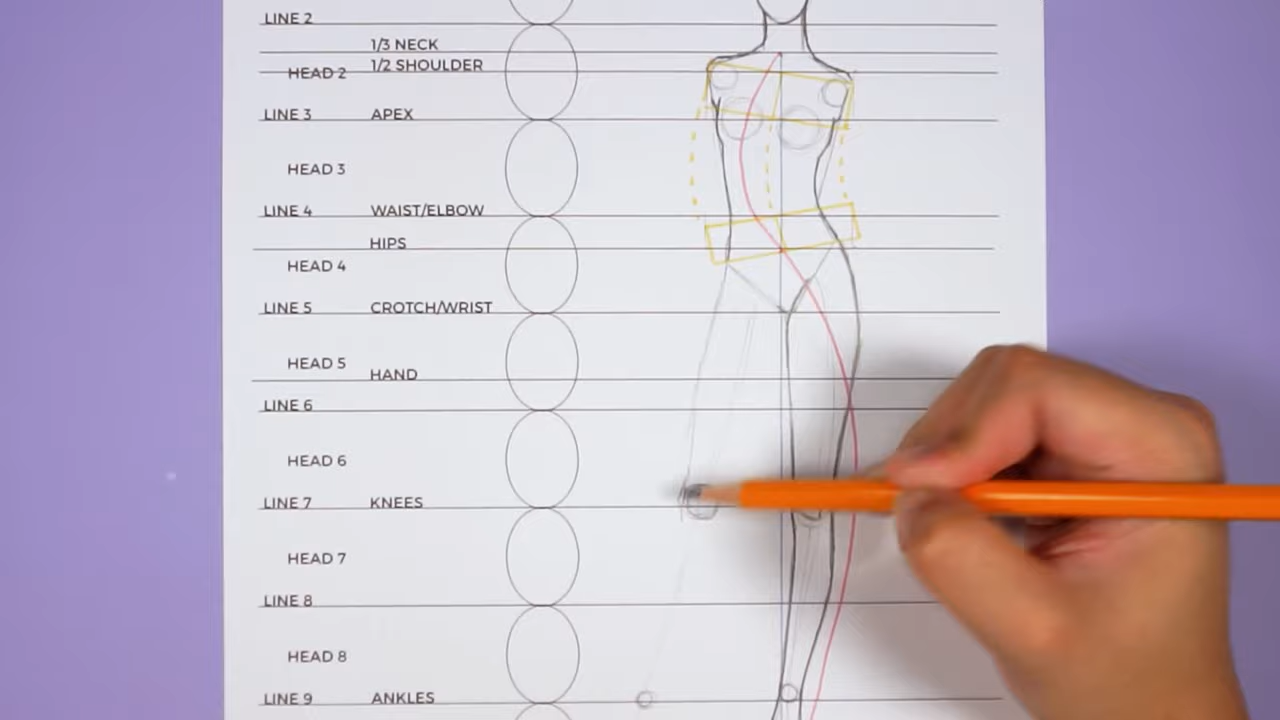 LINE 2
1/3 NECK
1/2 SHOULDER
HEAD 2
LINE 3 APEX
HEAD 3
LINE 4 WAIST/ELBOW
HIPS
HEAD 4
LINE 5 CROTCH/WRIST
HEAD 5
HAND
LINE 6
HEAD 6
LINE 7 KNEES
HEAD 7
LINE 8
HEAD 8
LINE 9 ANKLES